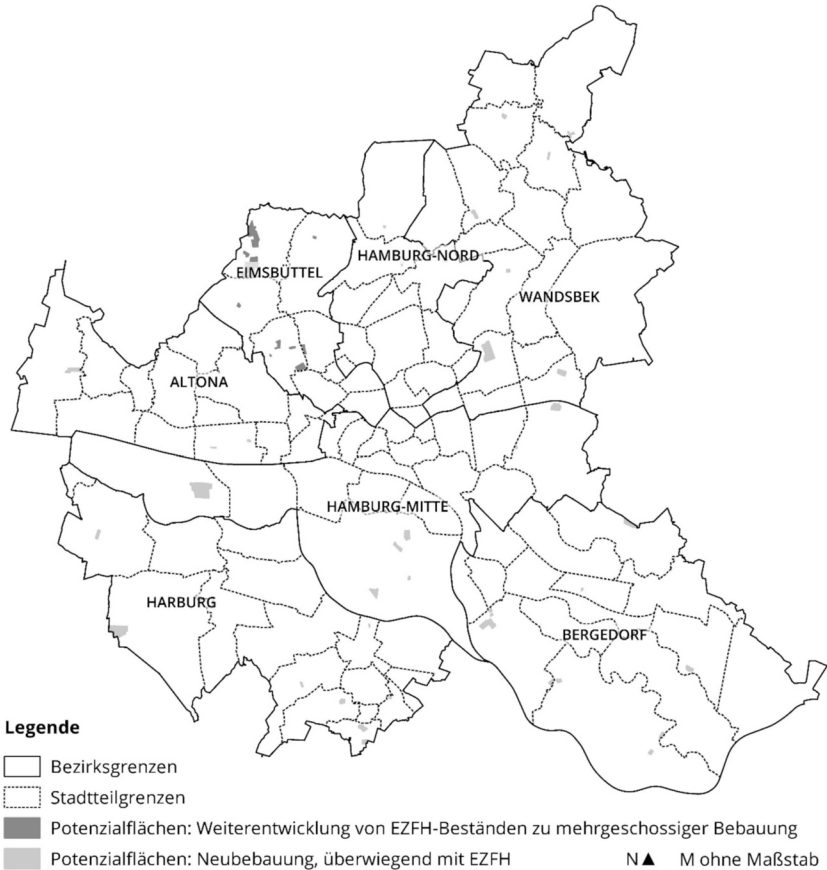 HAMBURG-NORD
EIMSBÜTTEL
WANDSBEK
ALTONA
HAMBURG-MITTE
HARBURG
BERGEDORF
Legende
Bezirksgrenzen
Stadtteilgrenzen
Potenzialflächen: Weiterentwicklung von EZFH-Beständen zu mehrgeschossiger Bebauung
Potenzialflächen: Neubebauung, überwiegend mit EZFH
N▲ M ohne Maßstab